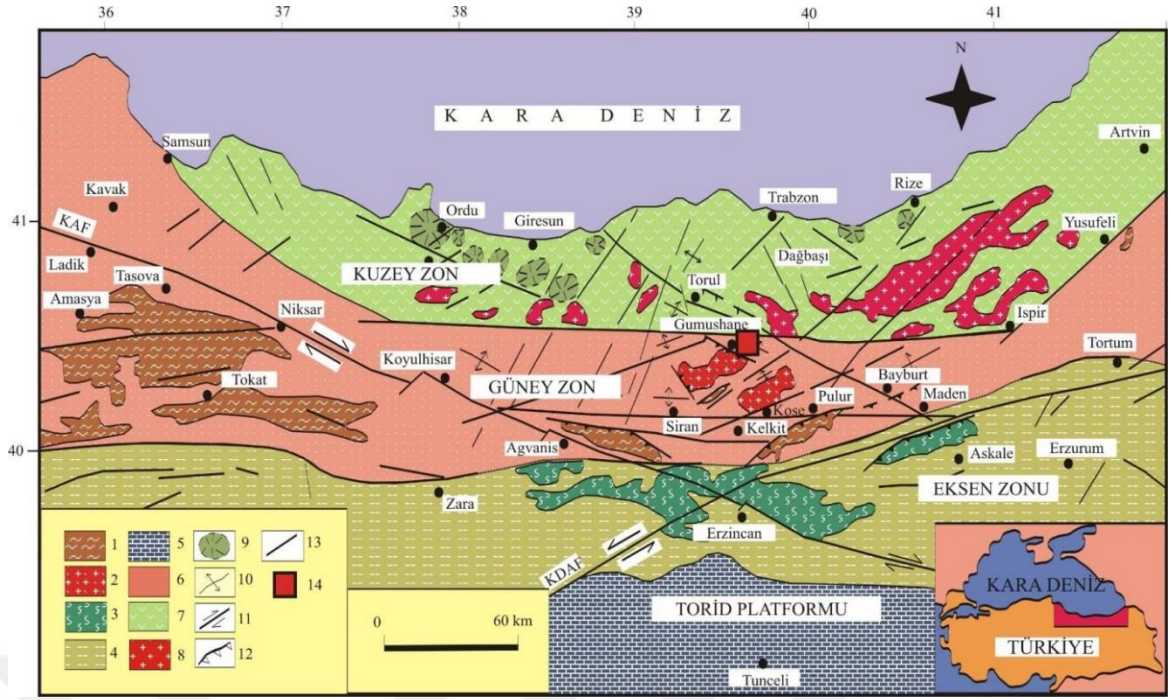 36 37 38 39 40 41
N
K A R A D E N İ Z
Artvin
Samsun
Kavak
Rize
Trabzon
Ordu
Giresun
41
KAF
Yusufeli
Dağbaşı
Ladik
KUZEY ZON
Tasova
Torul
Amasya
Niksar
Gumushane
Ispir
Tortum
Koyulhisar
GÜNEY ZON
Bayburt
Tokat
Pulur
Maden
Kose
Siran
Kelkit
40
Agvanis
Askale
Erzurum
EKSEN ZONU
Zara
Erzincan
KDAF
1 5 9 13
2 6 10 14
3 7 11
4 8 12
0 60 km
TORİD PLATFORMU
Tunceli
KARA DENİZ
TÜRKİYE